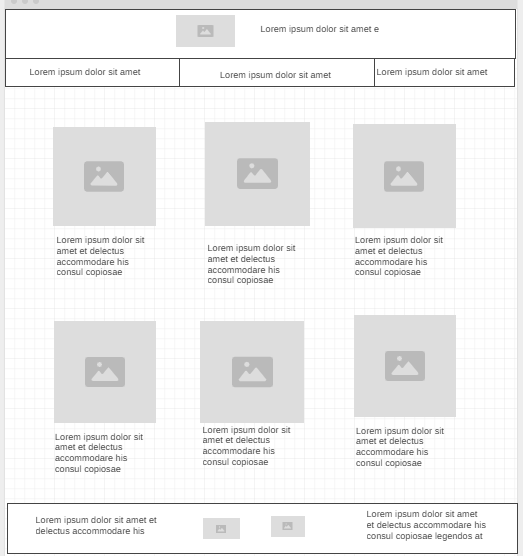 Lorem ipsum dolor sit amet e
Lorem ipsum dolor sit amet
Lorem ipsum dolor sit amet
Lorem ipsum dolor sit amet
Lorem ipsum dolor sit
amet et delectus
accommodare his
consul copiosae
Lorem ipsum dolor sit
amet et delectus
accommodare his
consul copiosae
Lorem ipsum dolor sit
amet et delectus
accommodare his
consul copiosae
Lorem ipsum dolor sit
amet et delectus
accommodare his
consul copiosae
Lorem ipsum dolor sit
amet et delectus
accommodare his
consul copiosae
Lorem ipsum dolor sit
amet et delectus
accommodare his
consul copiosae
Lorem ipsum dolor sit amet et
delectus accommodare his
Lorem ipsum dolor sit amet
et delectus accommodare his
consul copiosae legendos at